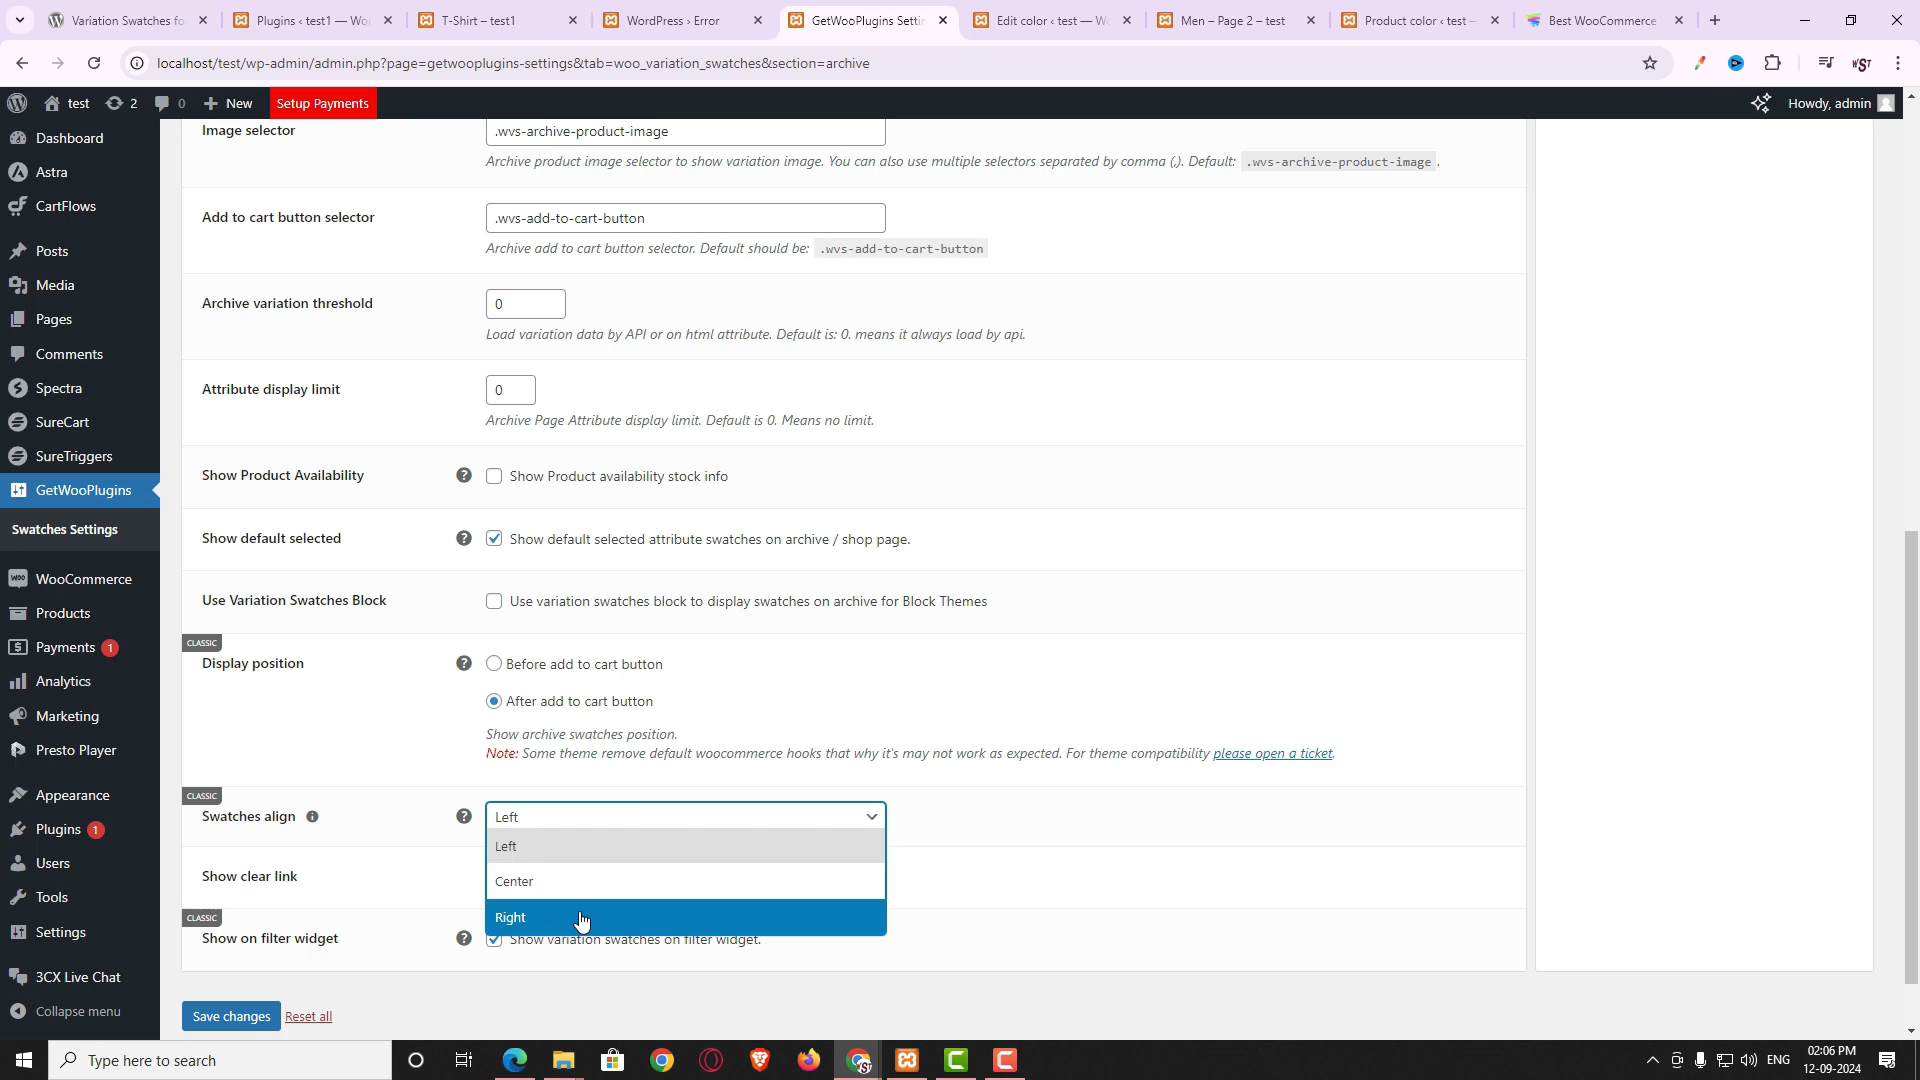 Variation Swatches fo
Plugins ‹ test1 — Wo
T-Shirt – test1
WordPress › Error
GetWooPlugins Settin
Edit color ‹ test — Wo
Men – Page 2 – test
Product color ‹ test –
Best WooCommerce
localhost/test/wp-admin/admin.php?page=getwooplugins-settings&tab=woo_variation_swatches&section=archive
test
2
0
New
Setup Payments
Howdy, admin
Dashboard
Astra
CartFlows
Posts
Media
Pages
Comments
Spectra
SureCart
SureTriggers
GetWooPlugins
Swatches Settings
WooCommerce
Products
Payments 1
Analytics
Marketing
Presto Player
Appearance
Plugins 1
Users
Tools
Settings
3CX Live Chat
Collapse menu
Image selector
.wvs-archive-product-image
Archive product image selector to show variation image. You can also use multiple selectors separated by comma (,). Default: .wvs-archive-product-image .
Add to cart button selector
.wvs-add-to-cart-button
Archive add to cart button selector. Default should be: .wvs-add-to-cart-button
Archive variation threshold
0
Load variation data by API or on html attribute. Default is: 0. means it always load by api.
Attribute display limit
0
Archive Page Attribute display limit. Default is 0. Means no limit.
Show Product Availability
Show Product availability stock info
Show default selected
Show default selected attribute swatches on archive / shop page.
Use Variation Swatches Block
Use variation swatches block to display swatches on archive for Block Themes
CLASSIC
Display position
Before add to cart button
After add to cart button
Show archive swatches position.
Note: Some theme remove default woocommerce hooks that why it's may not work as expected. For theme compatibility please open a ticket.
CLASSIC
Swatches align
Left
Left
Center
Right
Show clear link
CLASSIC
Show on filter widget
Show variation swatches on filter widget.
Save changes
Reset all
Type here to search
ENG
02:06 PM
12-09-2024